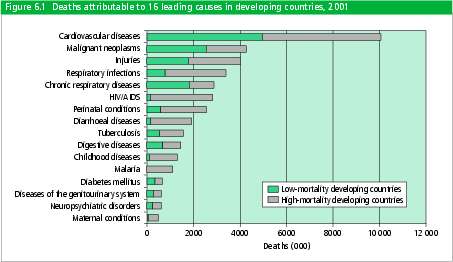 Figure 6.1 Deaths attributable to 16 leading causes in developing countries, 2001
Cardiovascular diseases
Malignant neoplasms
Injuries
Respiratory infections
Chronic respiratory diseases
HIV/AIDS
Perinatal conditions
Diarrhoeal diseases
Tuberculosis
Digestive diseases
Childhood diseases
Malaria
Diabetes mellitus
Diseases of the genitourinary system
Neuropsychiatric disorders
Maternal conditions
Low-mortality developing countries
High-mortality developing countries
0 2000 4000 6000 8000 10 000 12 000
Deaths (000)